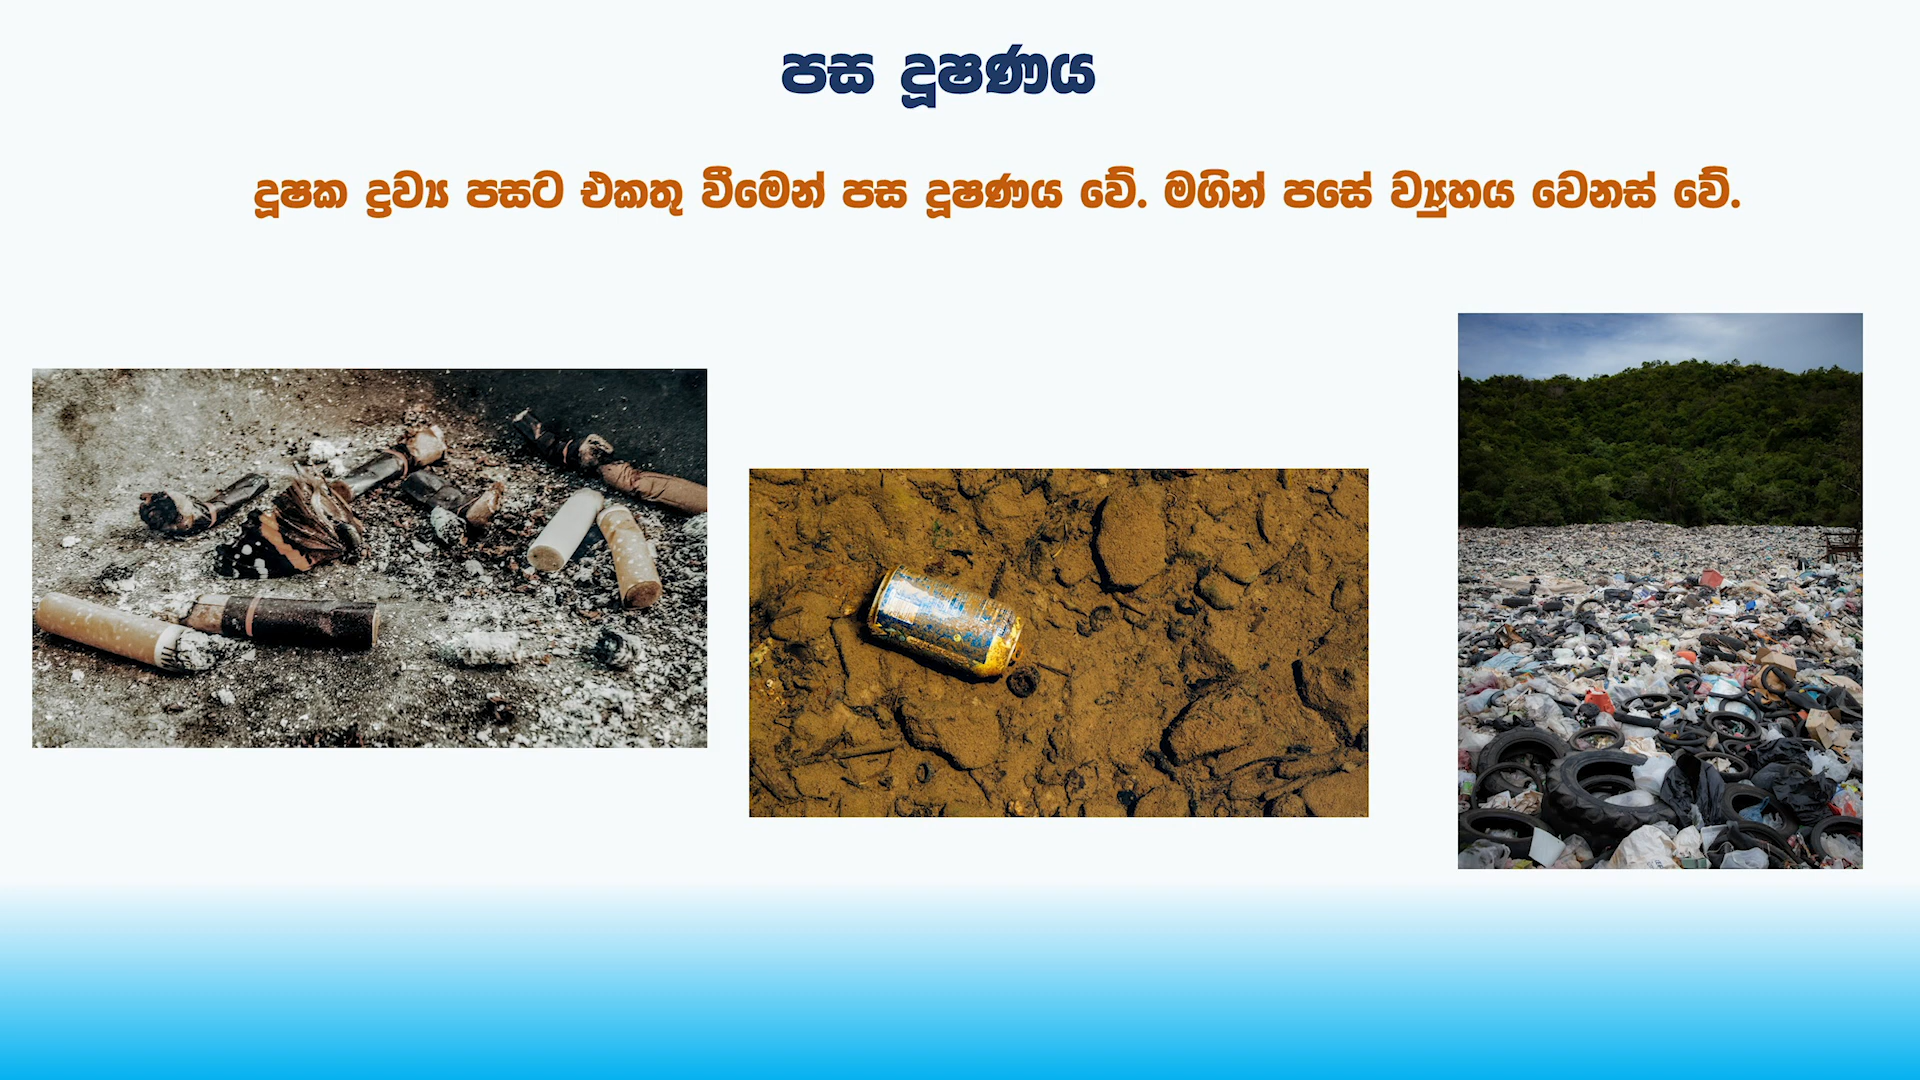 පස දූෂණය
දූෂක ද්‍රව්‍ය පසට එකතු වීමෙන් පස දූෂණය වේ. මගින් පසේ ව්‍යුහය වෙනස් වේ.